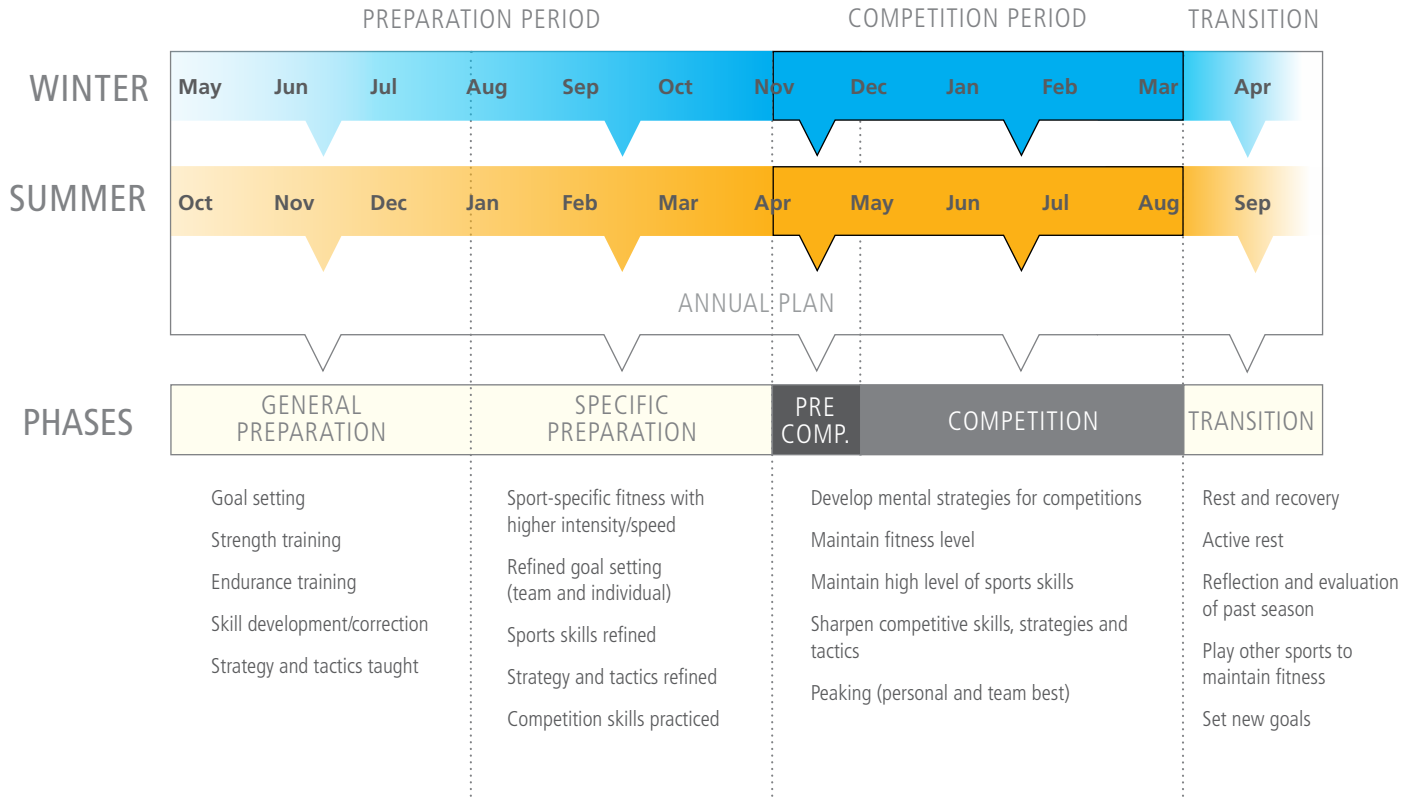 PREPARATION PERIOD
COMPETITION PERIOD
TRANSITION
WINTER
May Jun Jul Aug Sep Oct Nov Dec Jan Feb Mar Apr
SUMMER
Oct Nov Dec Jan Feb Mar Apr May Jun Jul Aug Sep
ANNUAL PLAN
PHASES
GENERAL
PREPARATION
SPECIFIC
PREPARATION
PRE
COMP.
COMPETITION
TRANSITION
Goal setting
Strength training
Endurance training
Skill development/correction
Strategy and tactics taught
Sport-specific fitness with
higher intensity/speed
Refined goal setting
(team and individual)
Sports skills refined
Strategy and tactics refined
Competition skills practiced
Develop mental strategies for competitions
Maintain fitness level
Maintain high level of sports skills
Sharpen competitive skills, strategies and
tactics
Peaking (personal and team best)
Rest and recovery
Active rest
Reflection and evaluation
of past season
Play other sports to
maintain fitness
Set new goals